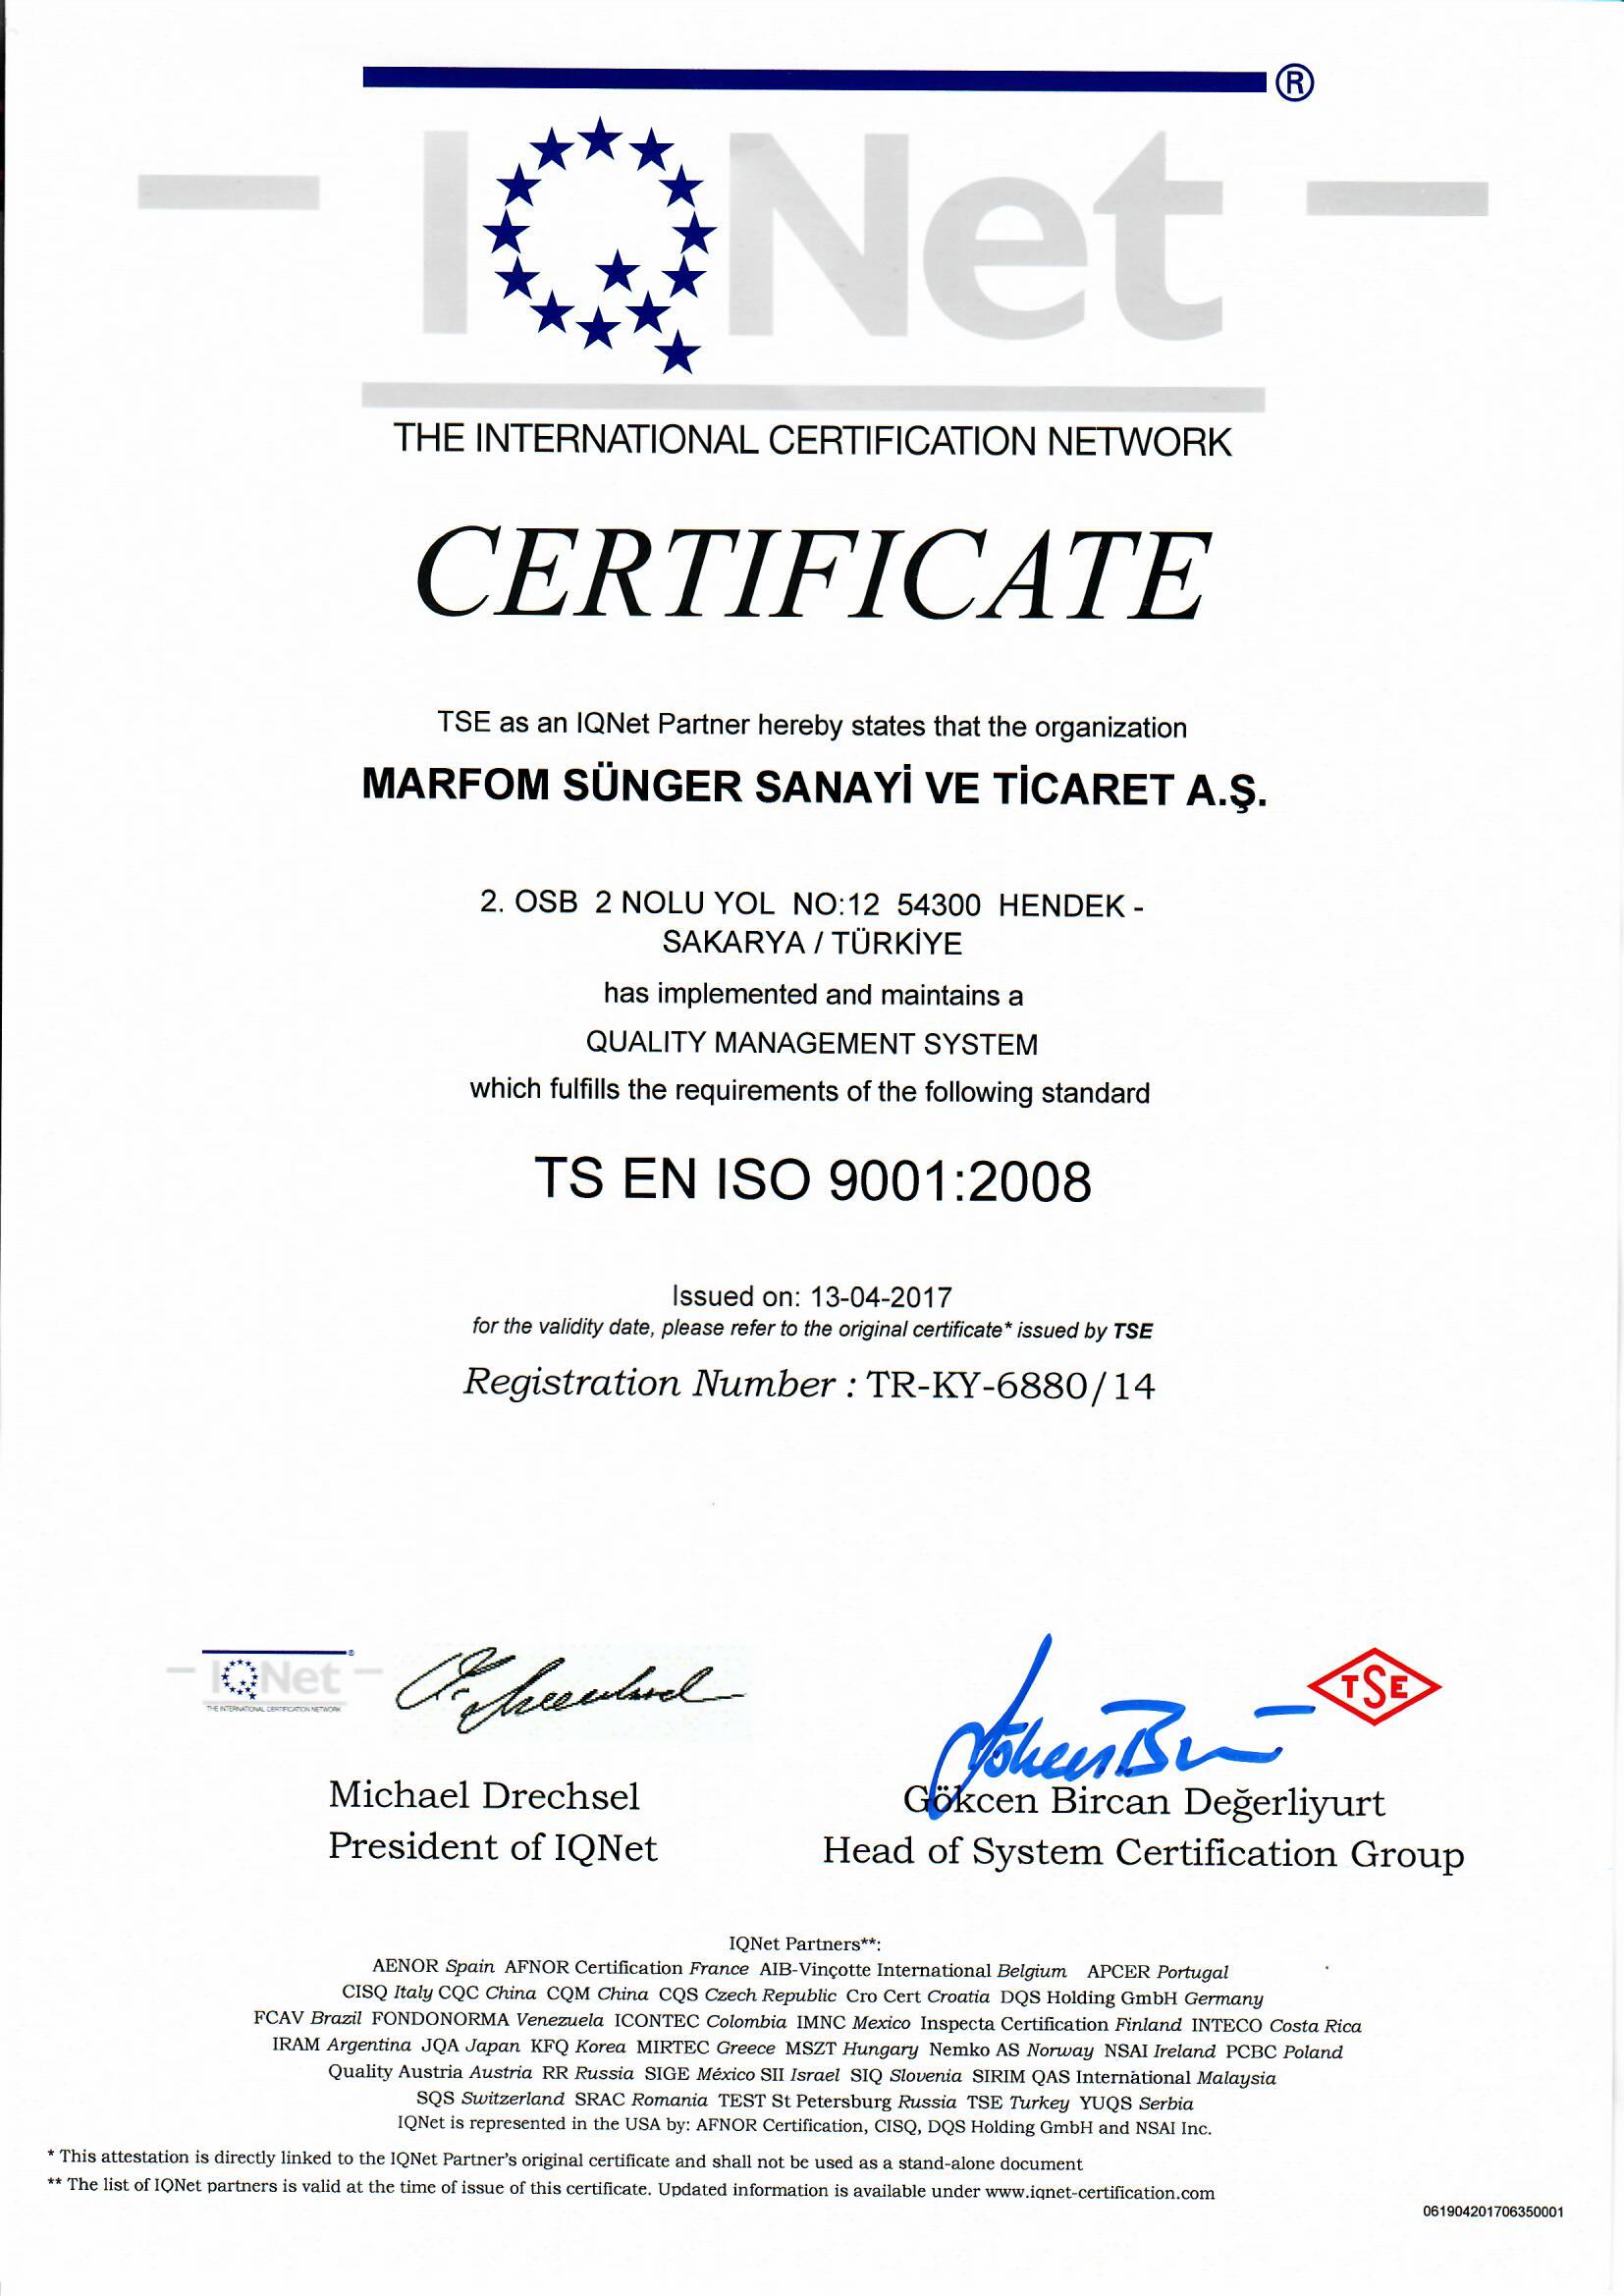 IQNet ®
THE INTERNATIONAL CERTIFICATION NETWORK
CERTIFICATE
TSE as an IQNet Partner hereby states that the organization
MARFOM SÜNGER SANAYİ VE TİCARET A.Ş.
2. OSB 2 NOLU YOL NO:12 54300 HENDEK -
SAKARYA / TÜRKİYE
has implemented and maintains a
QUALITY MANAGEMENT SYSTEM
which fulfills the requirements of the following standard
TS EN ISO 9001:2008
Issued on: 13-04-2017
for the validity date, please refer to the original certificate* issued by TSE
Registration Number : TR-KY-6880/14
IQNet ®
THE INTERNATIONAL CERTIFICATION NETWORK
TSE
Michael Drechsel
President of IQNet
Gökcen Bircan Değerliyurt
Head of System Certification Group
IQNet Partners**:
AENOR Spain AFNOR Certification France AIB-Vinçotte International Belgium APCER Portugal
CISQ Italy CQC China CQM China CQS Czech Republic Cro Cert Croatia DQS Holding GmbH Germany
FCAV Brazil FONDONORMA Venezuela ICONTEC Colombia IMNC Mexico Inspecta Certification Finland INTECO Costa Rica
IRAM Argentina JQA Japan KFQ Korea MIRTEC Greece MSZT Hungary Nemko AS Norway NSAI Ireland PCBC Poland
Quality Austria Austria RR Russia SIGE México SII Israel SIQ Slovenia SIRIM QAS International Malaysia
SQS Switzerland SRAC Romania TEST St Petersburg Russia TSE Turkey YUQS Serbia
IQNet is represented in the USA by: AFNOR Certification, CISQ, DQS Holding GmbH and NSAI Inc.
* This attestation is directly linked to the IQNet Partner's original certificate and shall not be used as a stand-alone document
** The list of IQNet partners is valid at the time of issue of this certificate. Updated information is available under www.iqnet-certification.com
061904201706350001